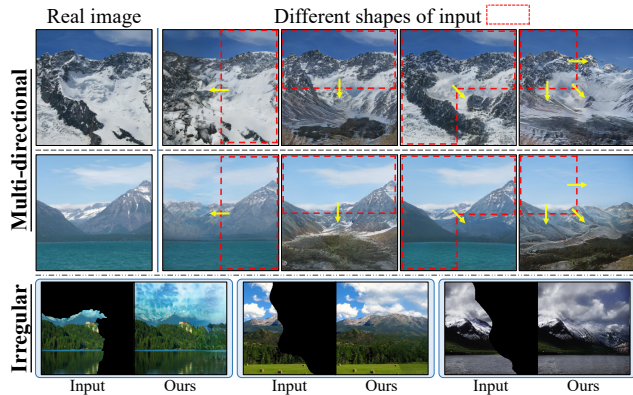 Real image
Different shapes of input
Multi-directional
Irregular
Input
Ours
Input
Ours
Input
Ours